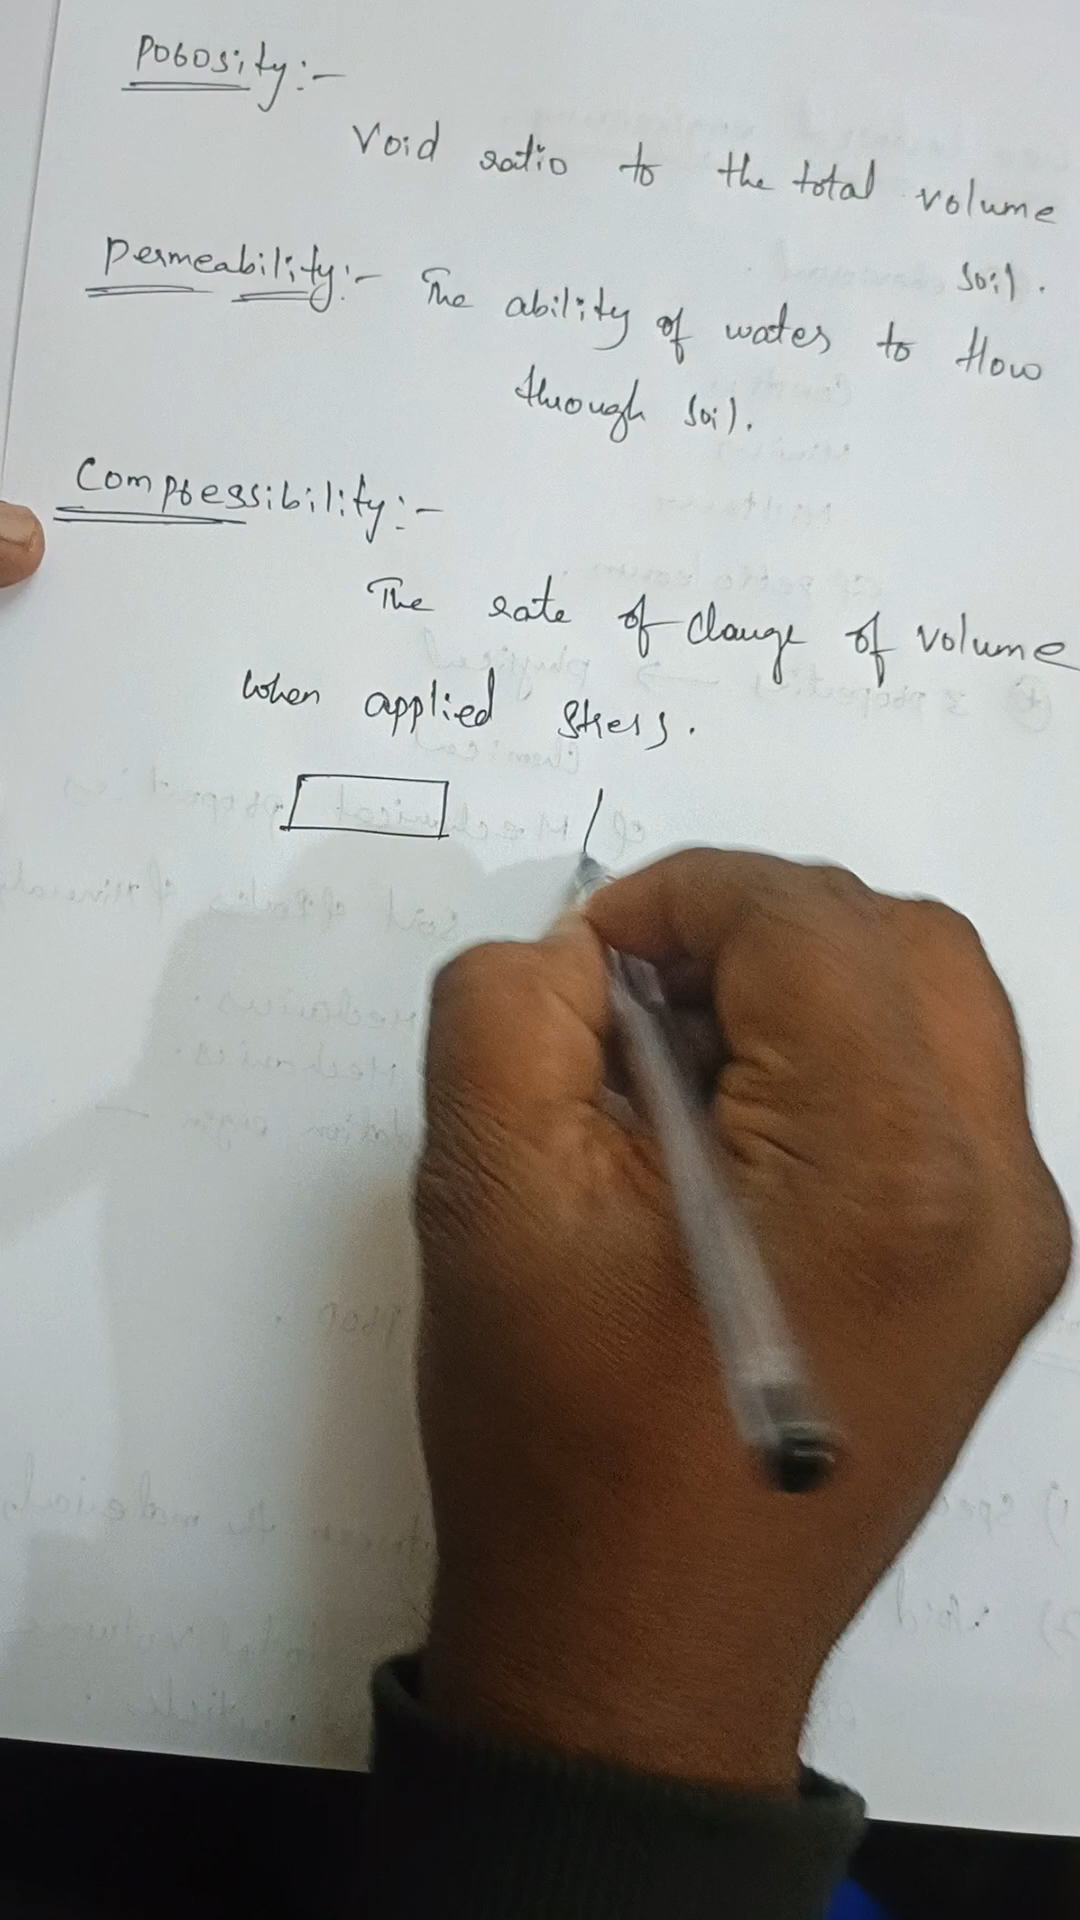 Porosity:-
Void ratio to the total volume
soil.
Permeability:- The ability of water to flow
through soil.
Compressibility:-
The rate of change of volume
when applied stress.